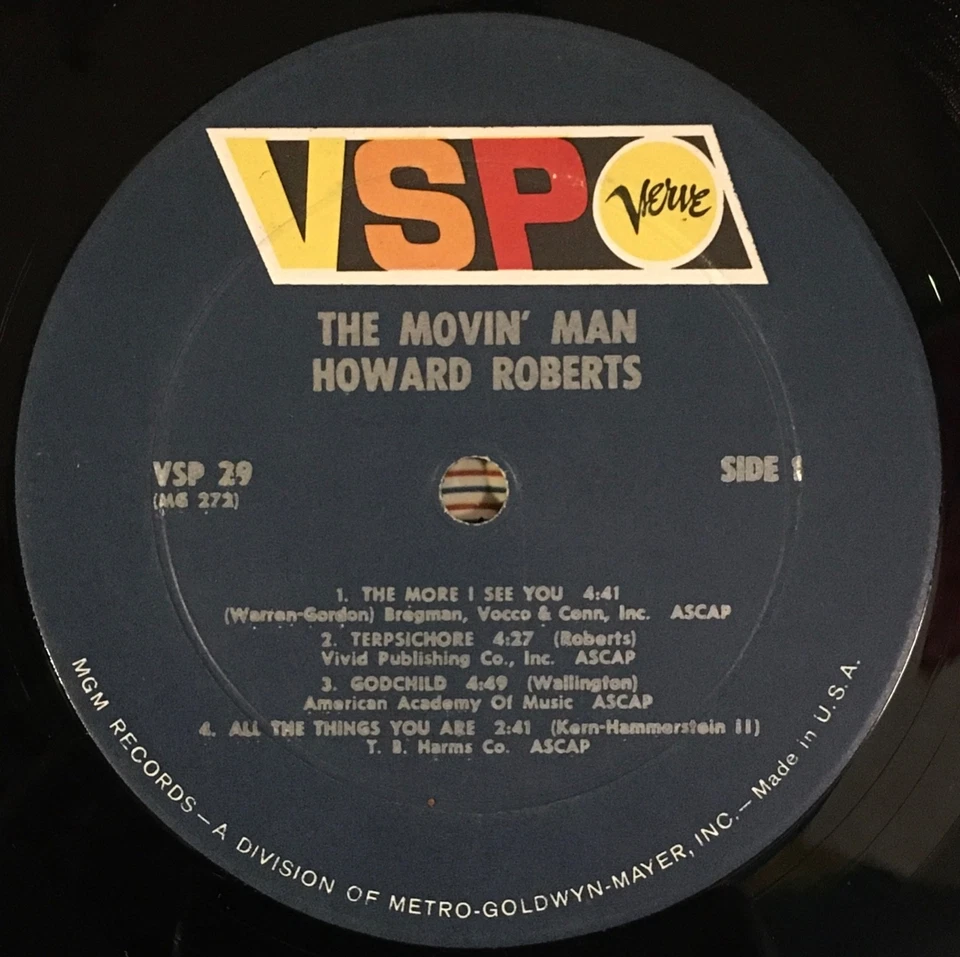 VSP Verve
THE MOVIN' MAN
HOWARD ROBERTS
VSP 29
(MG 272)
SIDE 1
1. THE MORE I SEE YOU 4:41
(Warren-Gordon) Bregman, Vocco & Conn, Inc. ASCAP
2. TERPSICHORE 4:27 (Roberts)
Vivid Publishing Co., Inc. ASCAP
3. GODCHILD 4:49 (Wallington)
American Academy Of Music ASCAP
4. ALL THE THINGS YOU ARE 2:41 (Kern-Hammerstein II)
T. B. Harms Co. ASCAP
MGM RECORDS — A DIVISION OF METRO-GOLDWYN-MAYER, INC. — Made in U.S.A.